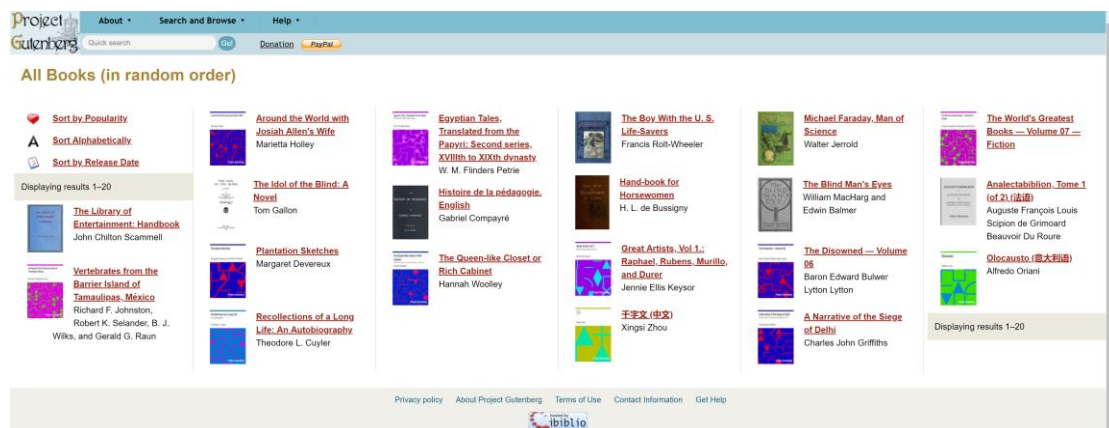 Project
Gutenberg
About
Search and Browse
Help
Quick search
Go!
Donation
PayPal
All Books (in random order)
Sort by Popularity
Sort Alphabetically
Sort by Release Date
Displaying results 1–20
The Library of
Entertainment: Handbook
John Chilton Scammell
Vertebrates from the
Barrier Island of
Tamaulipas, México
Richard F. Johnston,
Robert K. Selander, B. J.
Wilks, and Gerald G. Raun
Around the World with
Josiah Allen's Wife
Marietta Holley
The Idol of the Blind: A
Novel
Tom Gallon
Plantation Sketches
Margaret Devereux
Recollections of a Long
Life: An Autobiography
Theodore L. Cuyler
Egyptian Tales,
Translated from the
Papyri: Second series,
XVIIIth to XIXth dynasty
W. M. Flinders Petrie
Histoire de la pédagogie.
English
Gabriel Compayré
The Queen-like Closet or
Rich Cabinet
Hannah Woolley
The Boy With the U. S.
Life-Savers
Francis Rolt-Wheeler
Hand-book for
Horsewomen
H. L. de Bussigny
Great Artists, Vol 1.:
Raphael, Rubens, Murillo,
and Durer
Jennie Ellis Keysor
千字文 (中文)
Xingsi Zhou
Michael Faraday, Man of
Science
Walter Jerrold
The Blind Man's Eyes
William MacHarg and
Edwin Balmer
The Disowned — Volume
06
Baron Edward Bulwer
Lytton Lytton
A Narrative of the Siege
of Delhi
Charles John Griffiths
The World's Greatest
Books — Volume 07 —
Fiction
Analectabiblion, Tome 1
(of 2) (法语)
Auguste François Louis
Scipion de Grimoard
Beauvoir Du Roure
Olocausto (意大利语)
Alfredo Oriani
Displaying results 1–20
Privacy policy
About Project Gutenberg
Terms of Use
Contact Information
Get Help
ibiblio